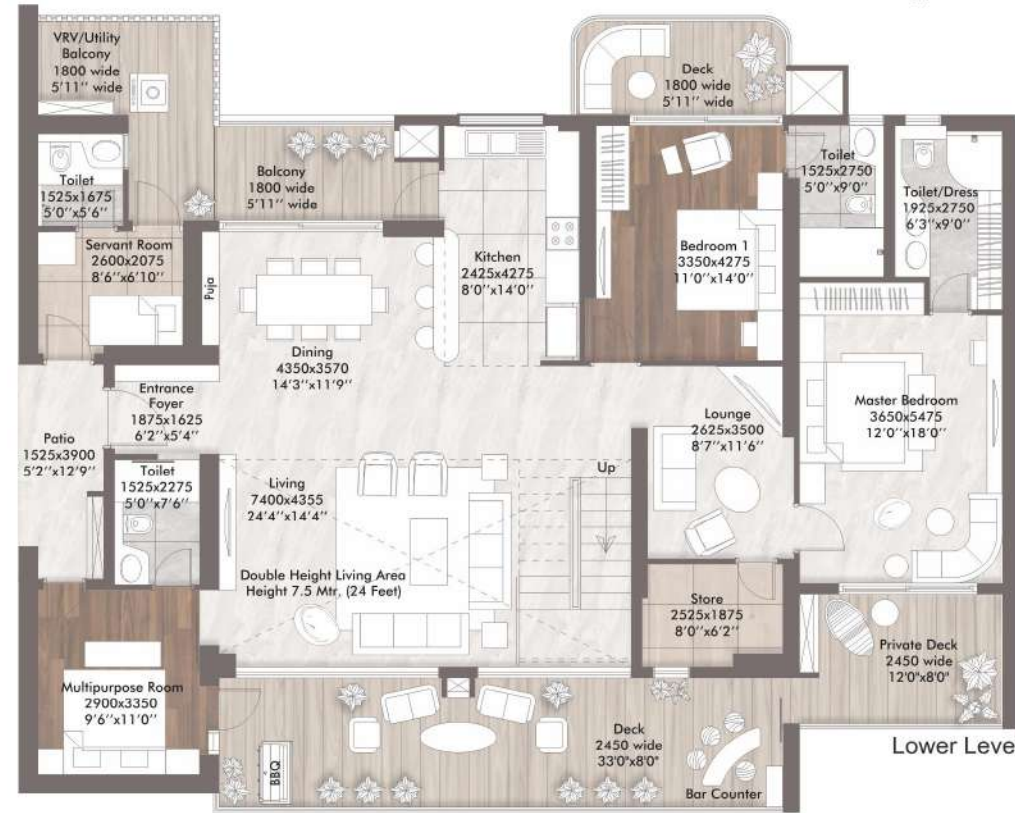 VRV/Utility
Balcony
1800 wide
5'11'' wide
Deck
1800 wide
5'11'' wide
Toilet
1525x1675
5'0''x5'6''
Balcony
1800 wide
5'11'' wide
Toilet
1525x2750
5'0''x9'0''
Toilet/Dress
1925x2750
6'3''x9'0''
Servant Room
2600x2075
8'6''x6'10''
Puja
Kitchen
2425x4275
8'0''x14'0''
Bedroom 1
3350x4275
11'0''x14'0''
Dining
4350x3570
14'3''x11'9''
Entrance
Foyer
1875x1625
6'2''x5'4''
Patio
1525x3900
5'2''x12'9''
Lounge
2625x3500
8'7''x11'6''
Master Bedroom
3650x5475
12'0''x18'0''
Toilet
1525x2275
5'0''x7'6''
Living
7400x4355
24'4''x14'4''
Up
Double Height Living Area
Height 7.5 Mtr. (24 Feet)
Store
2525x1875
8'0''x6'2''
Private Deck
2450 wide
12'0"x8'0"
Multipurpose Room
2900x3350
9'6''x11'0''
Deck
2450 wide
33'0"x8'0"
BBQ
Bar Counter
Lower Leve